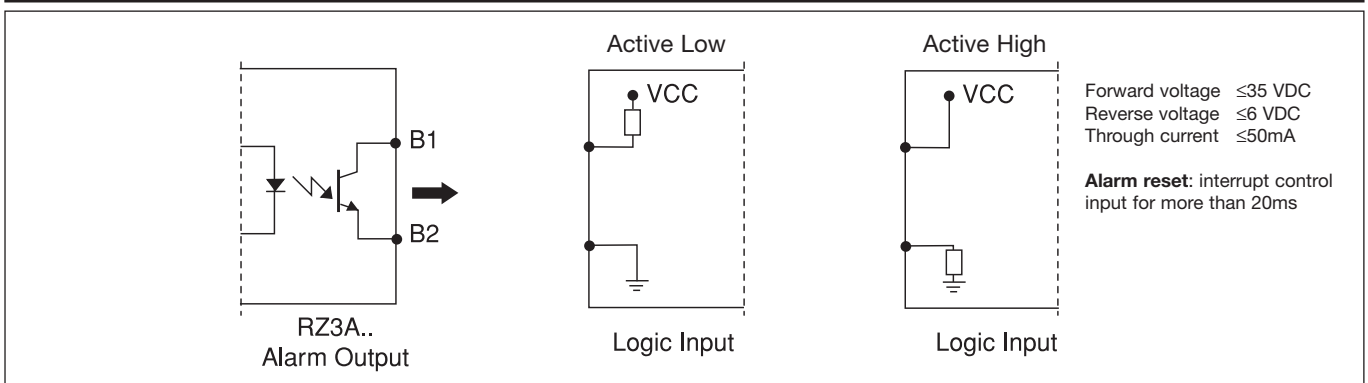 Active Low
Active High
VCC
VCC
B1
B2
RZ3A..
Alarm Output
Logic Input
Logic Input
Forward voltage ≤35 VDC
Reverse voltage ≤6 VDC
Through current ≤50mA
Alarm reset: interrupt control
input for more than 20ms